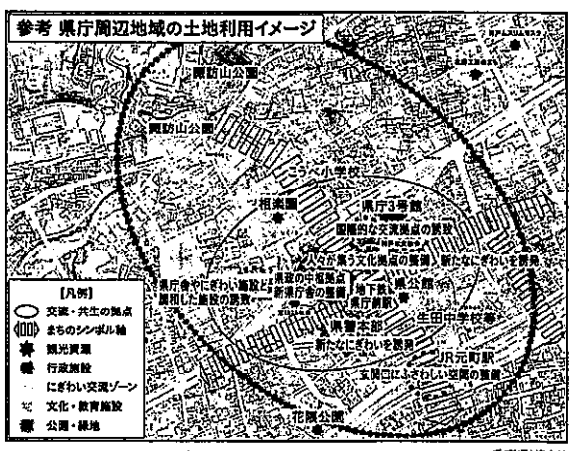 参考 県庁周辺地域の土地利用イメージ
諏訪山公園
諏訪山公園
こうべ小学校
相楽園
県庁3号館
国際的な交流拠点の誘致
人々が集う文化拠点の整備
新たなにぎわいを誘発
県庁舎やにぎわい施設と
調和した施設の誘致
県政の中枢拠点
新県庁舎の整備
地下鉄
県庁前駅
県公館
生田中学校
県警本部
新たなにぎわいを誘発
JR元町駅
玄関口にふさわしい空間の整備
花隈公園
【凡例】
交流・共生の拠点
まちのシンボル軸
観光資源
行政施設
にぎわい交流ゾーン
文化・教育施設
公園・緑地